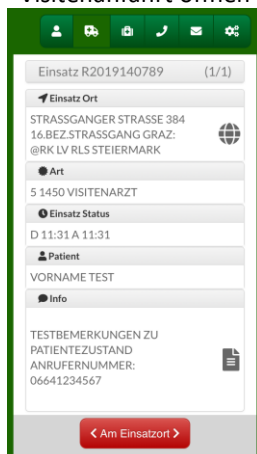 Visitenanfahrt öffnen
Einsatz R2019140789 (1/1)
Einsatz Ort
STRASSGANGER STRASSE 384
16.BEZ.STRASSGANG GRAZ:
@RK LV RLS STEIERMARK
Art
5 1450 VISITENARZT
Einsatz Status
D 11:31 A 11:31
Patient
VORNAME TEST
Info
TESTBEMERKUNGEN ZU
PATIENTEZUSTAND
ANRUFERNUMMER:
06641234567
Am Einsatzort